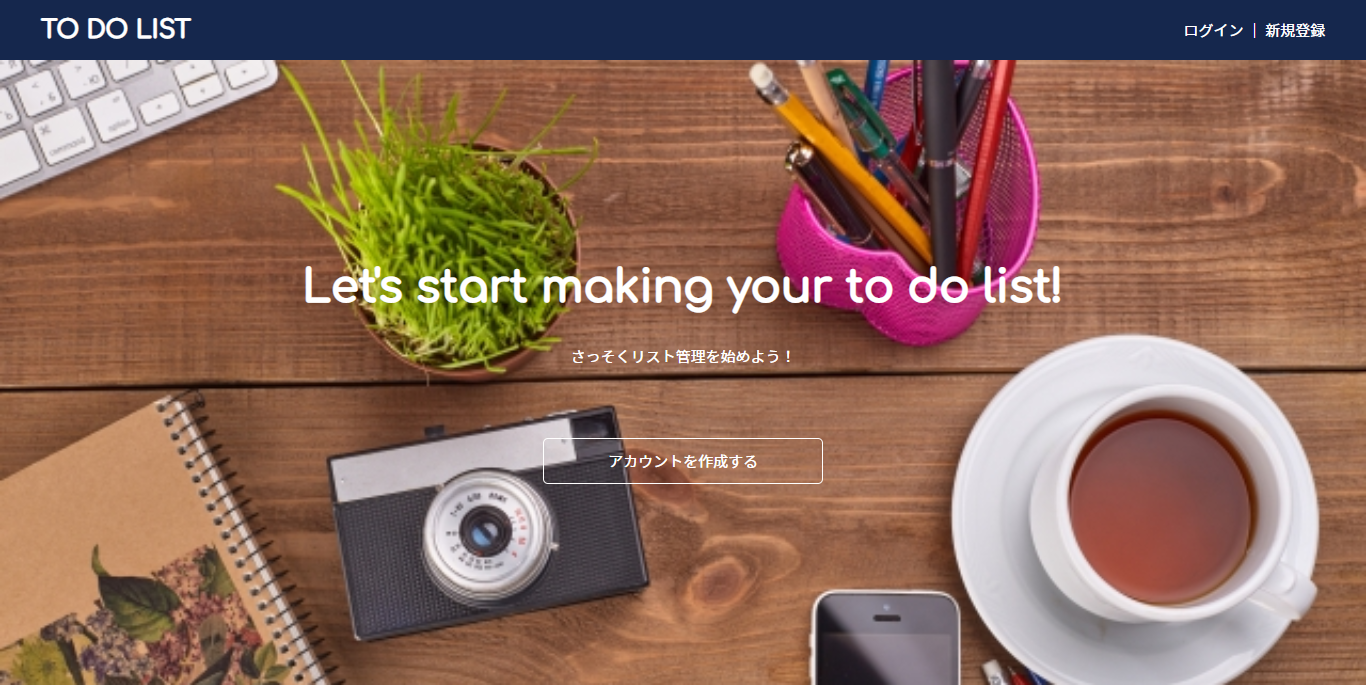 TO DO LIST
ログイン | 新規登録
command
option
Let's start making your to do list!
さっそくリスト管理を始めよう！
アカウントを作成する